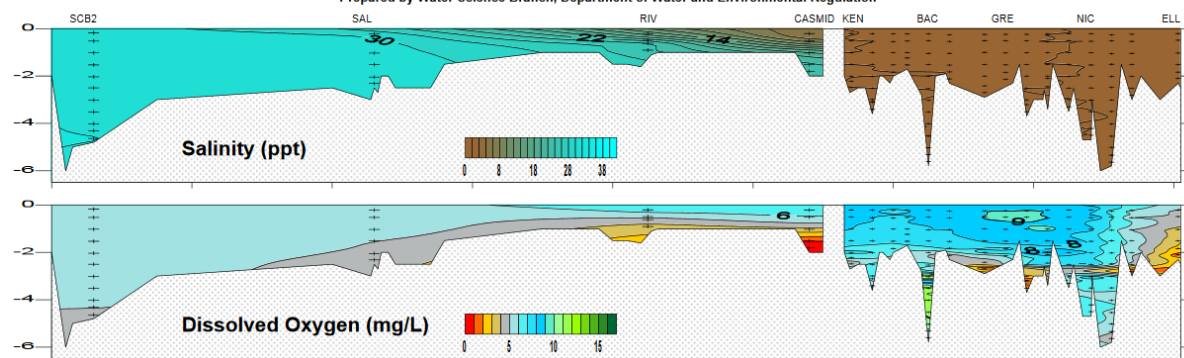 Prepared by Water Science Branch, Department of Water and Environmental Regulation
SCB2 SAL RIV CASMID KEN BAC GRE NIC ELL
0
30 22 14
-2
-4
Salinity (ppt)
0 8 18 28 38
-6
0
6 9 8 8
-2
-4
Dissolved Oxygen (mg/L)
0 5 10 15
-6